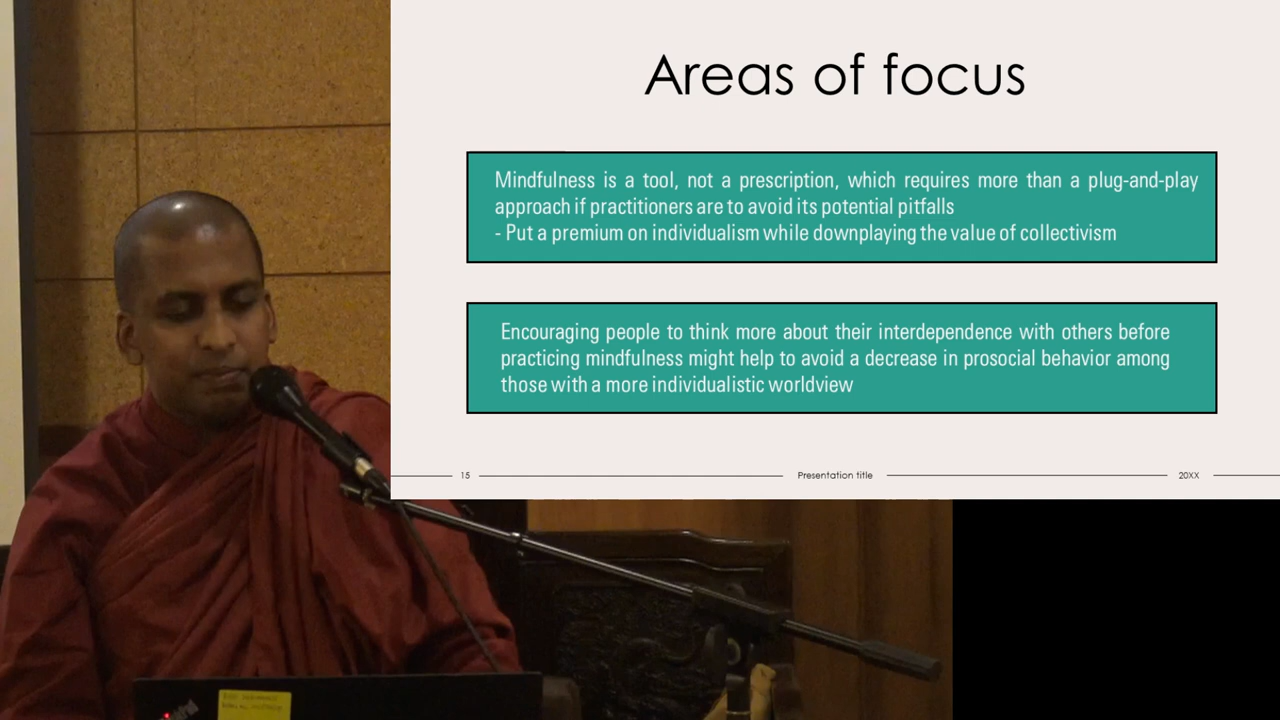 Areas of focus
Mindfulness is a tool, not a prescription, which requires more than a plug-and-play
approach if practitioners are to avoid its potential pitfalls
- Put a premium on individualism while downplaying the value of collectivism
Encouraging people to think more about their interdependence with others before
practicing mindfulness might help to avoid a decrease in prosocial behavior among
those with a more individualistic worldview
15
Presentation title
20XX